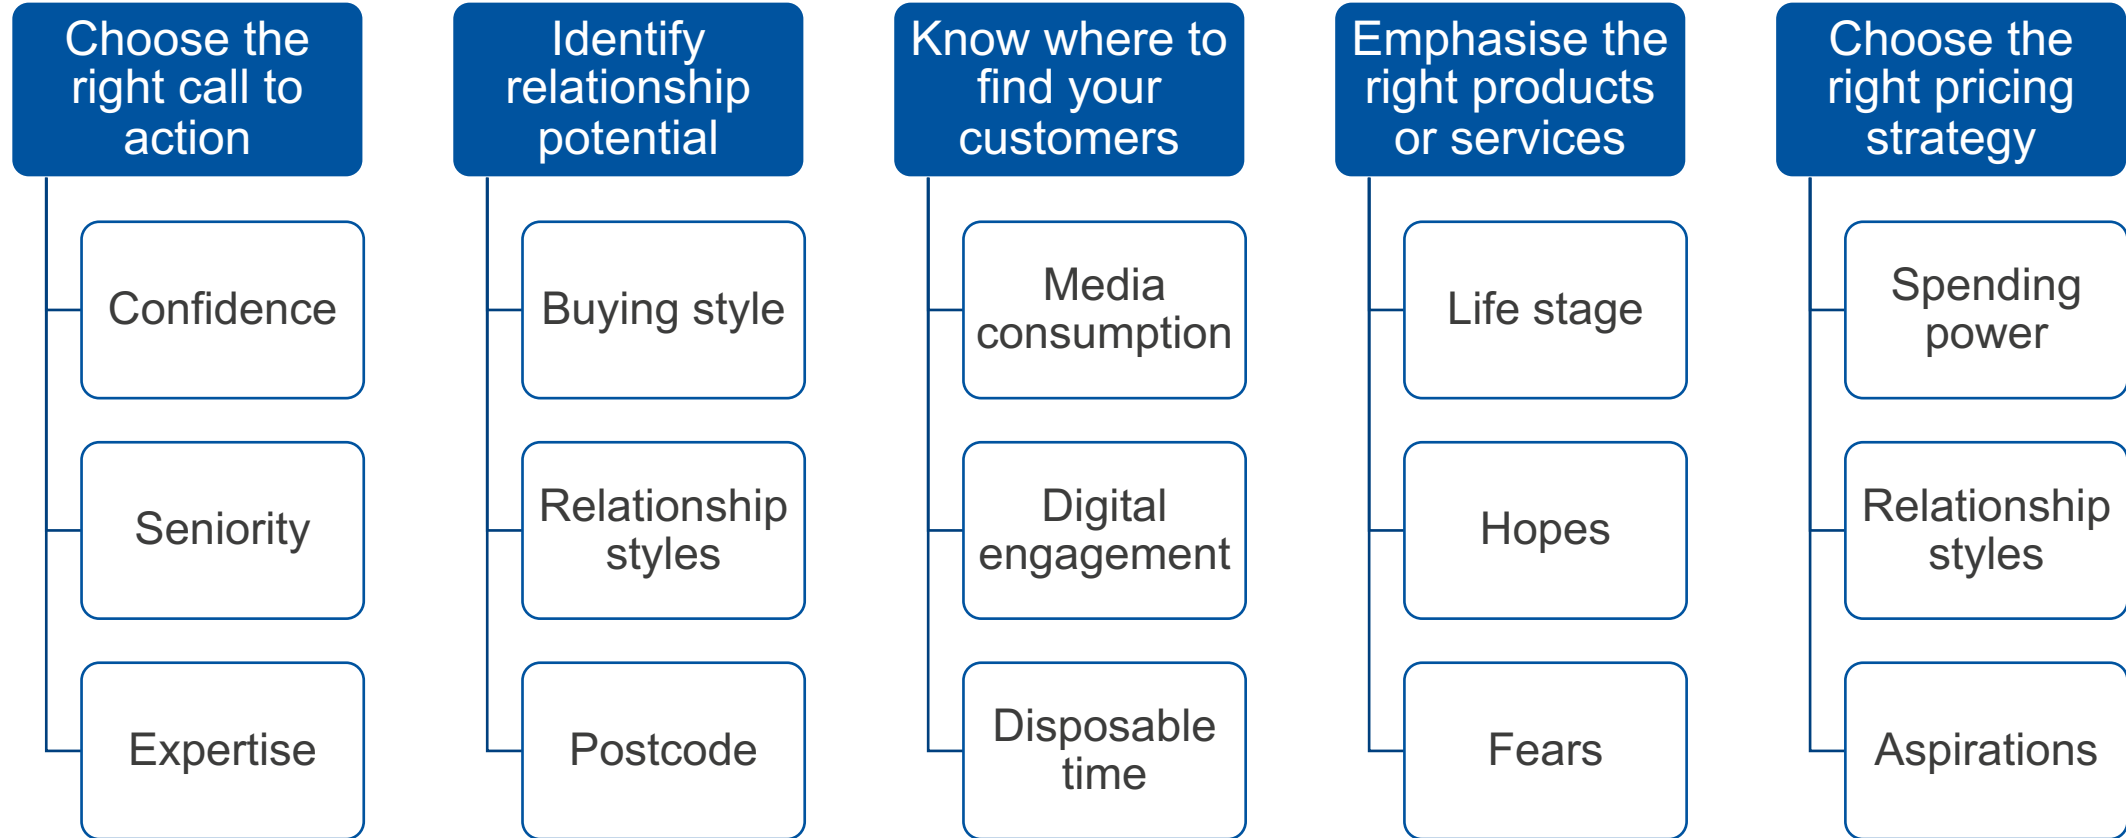 Choose the
right call to
action
Confidence
Seniority
Expertise
Identify
relationship
potential
Buying style
Relationship
styles
Postcode
Know where to
find your
customers
Media
consumption
Digital
engagement
Disposable
time
Emphasise the
right products
or services
Life stage
Hopes
Fears
Choose the
right pricing
strategy
Spending
power
Relationship
styles
Aspirations